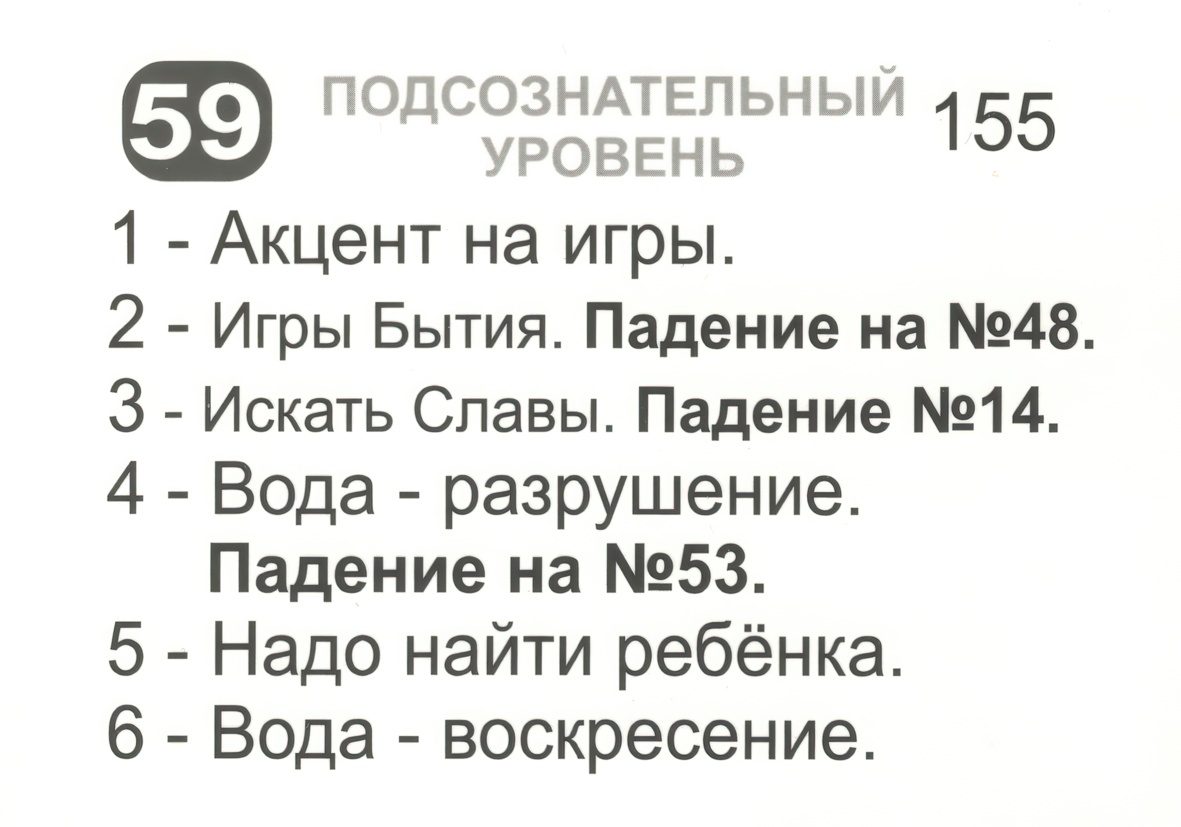 59 ПОДСОЗНАТЕЛЬНЫЙ 155
УРОВЕНЬ
1 - Акцент на игры.
2 - Игры Бытия. Падение на №48.
3 - Искать Славы. Падение №14.
4 - Вода - разрушение.
Падение на №53.
5 - Надо найти ребёнка.
6 - Вода - воскресение.